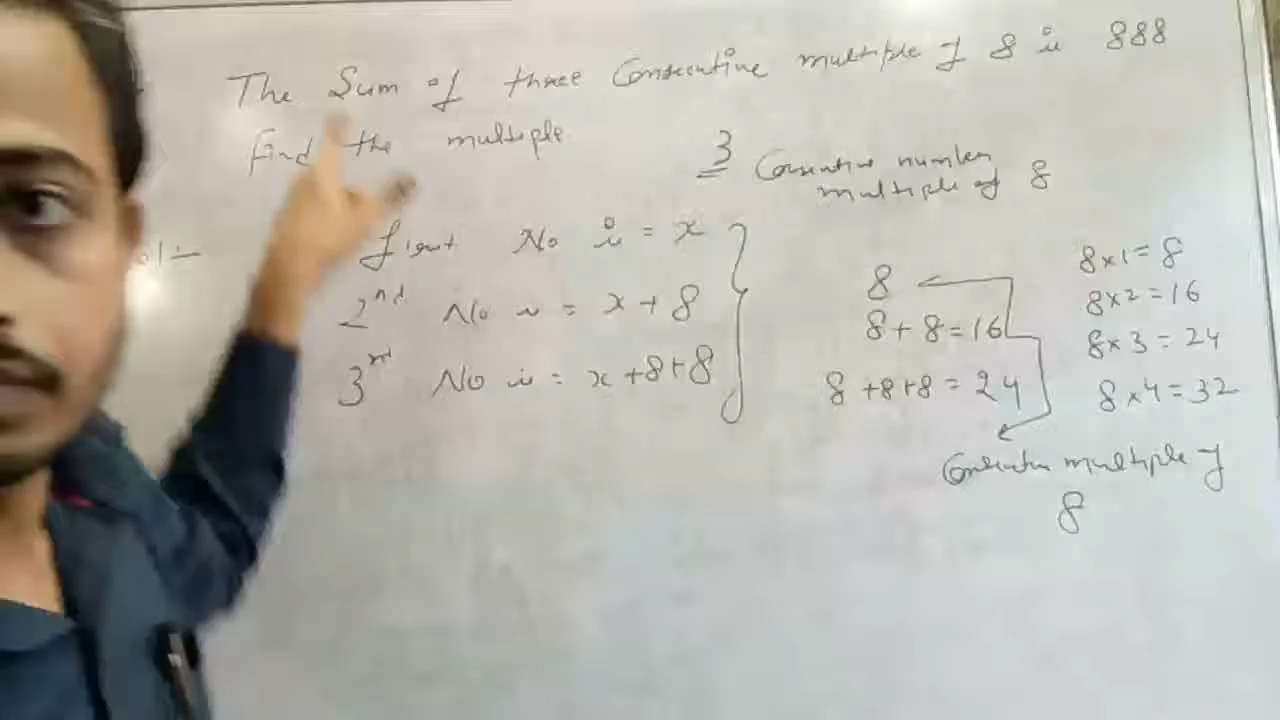 The Sum of three Consecutive multiple of 8 is 888
Find the multiple
3 Consecutive number
multiple of 8
first No is = x
2nd No is = x + 8
3rd No is = x +8+8
8
8 + 8 = 16
8 +8+8 = 24
8×1 = 8
8×2 = 16
8×3 = 24
8×4 = 32
multiple of
8